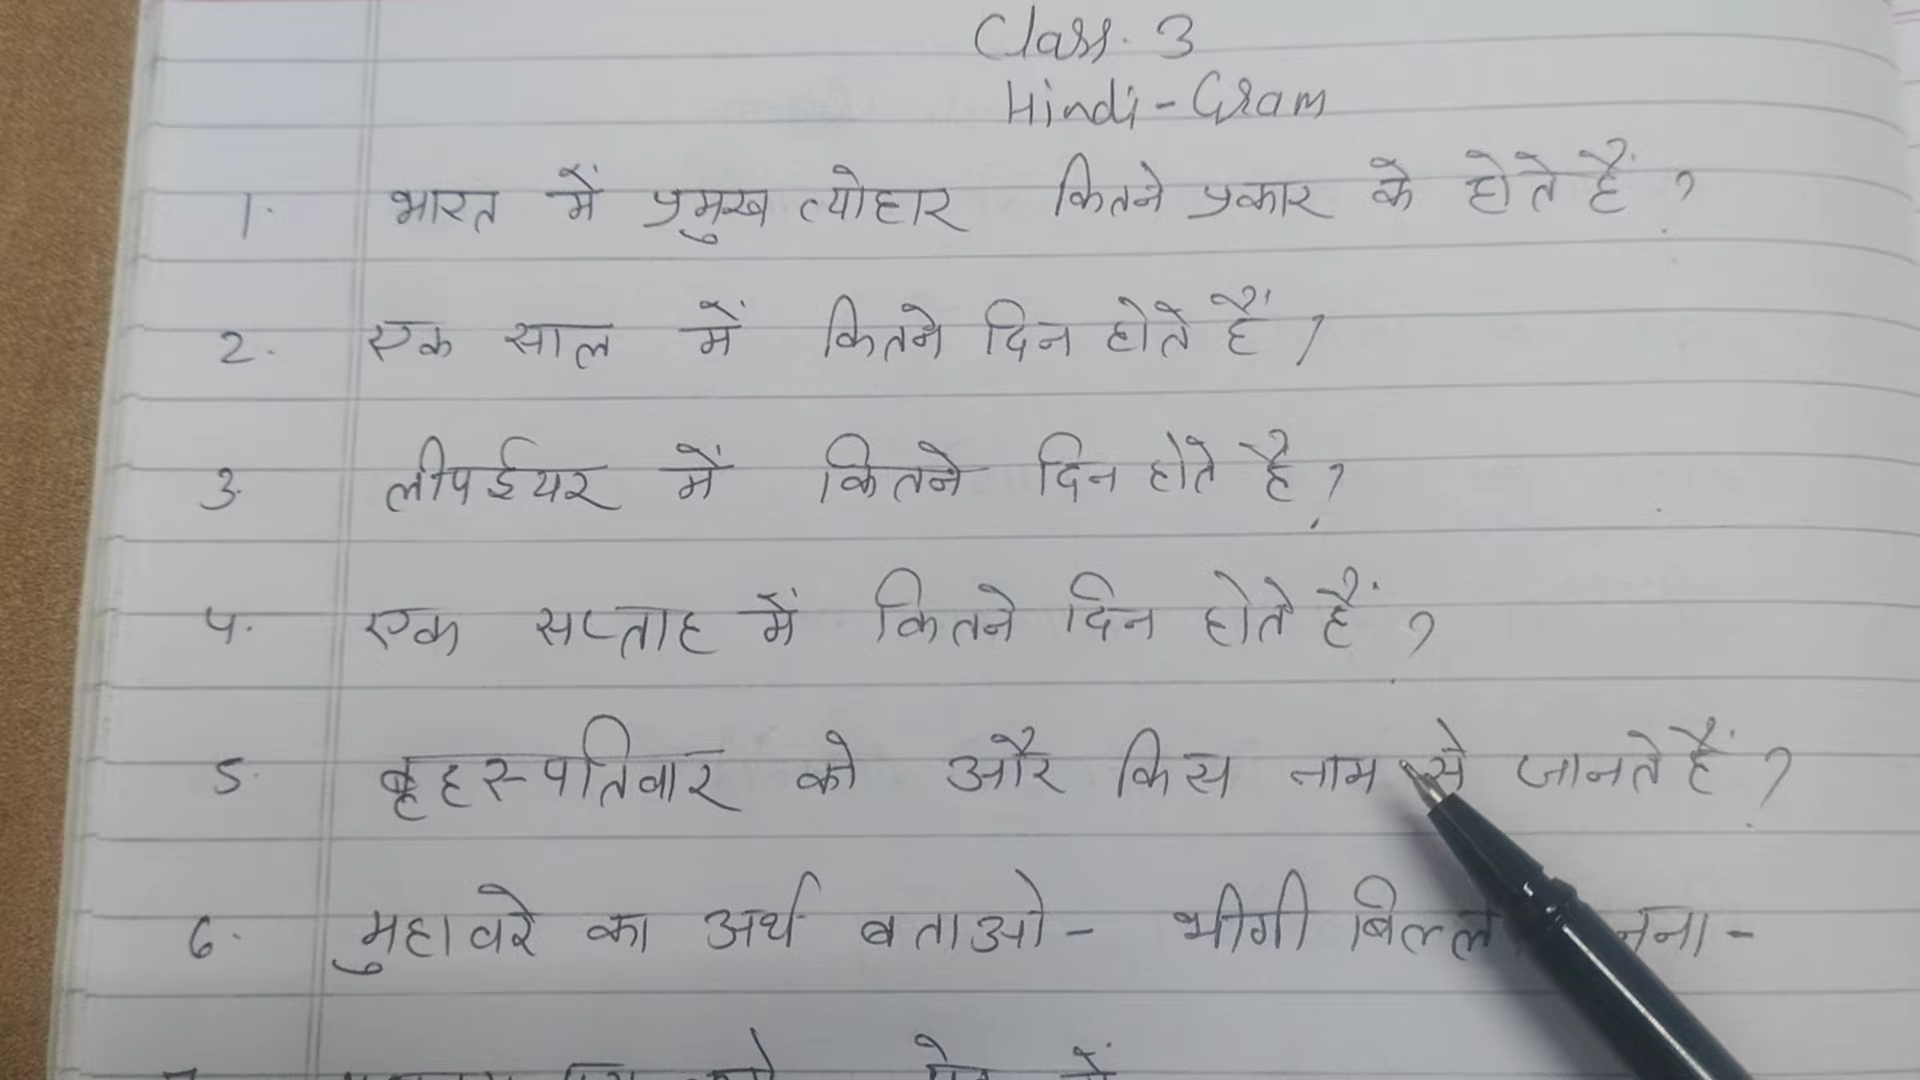 Class. 3
Hindi - Gram
1. भारत में प्रमुख त्योहार कितने प्रकार के होते हैं ?
2. एक साल में कितने दिन होते हैं ?
3. लीपईयर में कितने दिन होते है ?
4. एक सप्ताह में कितने दिन होते हैं ?
5. बृहस्पतिवार को और किस नाम से जानते हैं ?
6. मुहावरे का अर्थ बताओ - भीगी -